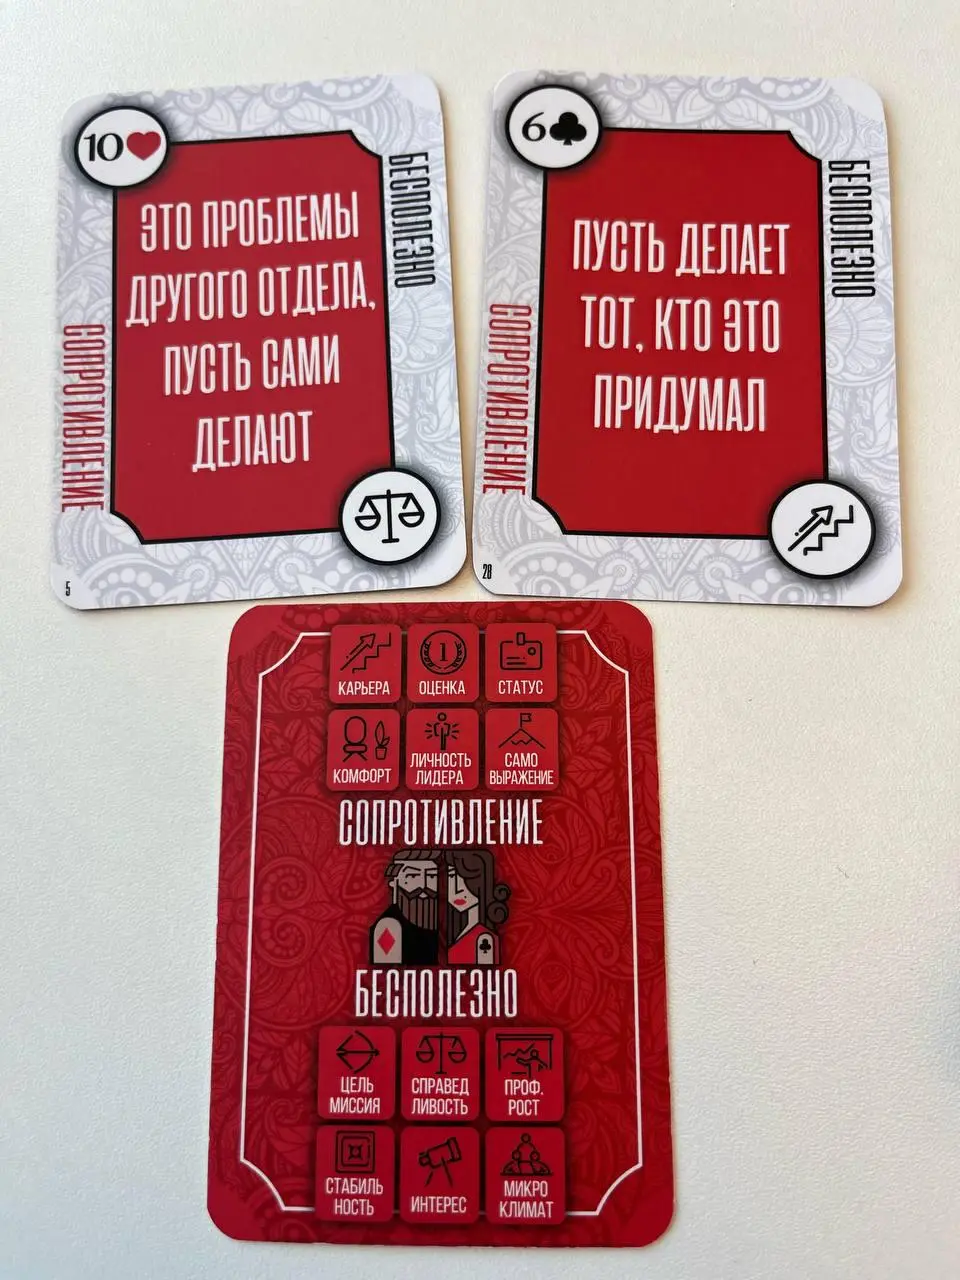 10
ЭТО ПРОБЛЕМЫ
ДРУГОГО ОТДЕЛА,
ПУСТЬ САМИ
ДЕЛАЮТ
БЕСПОЛЕЗНО
СОПРОТИВЛЕНИЕ
5
6
ПУСТЬ ДЕЛАЕТ
ТОТ, КТО ЭТО
ПРИДУМАЛ
БЕСПОЛЕЗНО
СОПРОТИВЛЕНИЕ
28
1
КАРЬЕРА ОЦЕНКА СТАТУС
КОМФОРТ ЛИЧНОСТЬ ЛИДЕРА САМО ВЫРАЖЕНИЕ
СОПРОТИВЛЕНИЕ
БЕСПОЛЕЗНО
ЦЕЛЬ МИССИЯ СПРАВЕД ЛИВОСТЬ ПРОФ. РОСТ
СТАБИЛЬ НОСТЬ ИНТЕРЕС МИКРО КЛИМАТ